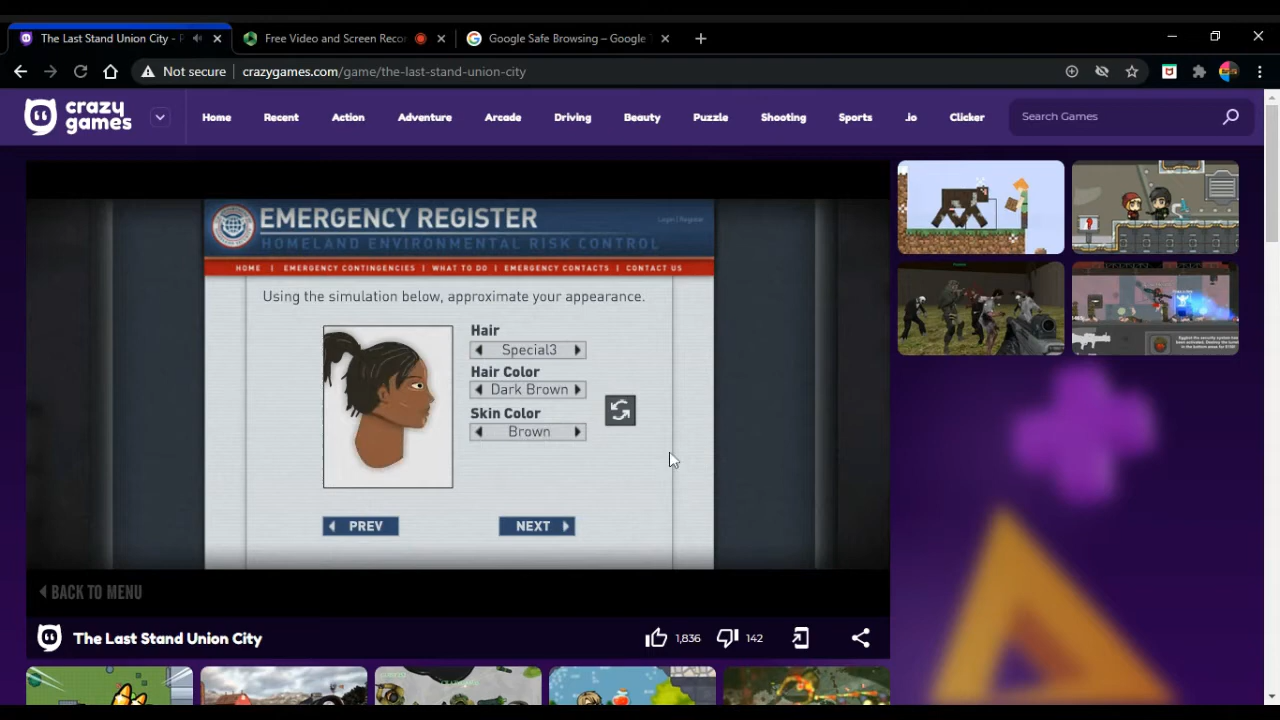 The Last Stand Union City - F
Free Video and Screen Recor
Google Safe Browsing – Google T
Not secure
crazygames.com/game/the-last-stand-union-city
crazy
games
Home
Recent
Action
Adventure
Arcade
Driving
Beauty
Puzzle
Shooting
Sports
.io
Clicker
Search Games
EMERGENCY REGISTER
Login | Register
HOMELAND ENVIRONMENTAL RISK CONTROL
HOME | EMERGENCY CONTINGENCIES | WHAT TO DO | EMERGENCY CONTACTS | CONTACT US
Using the simulation below, approximate your appearance.
Hair
Special3
Hair Color
Dark Brown
Skin Color
Brown
PREV
NEXT
BACK TO MENU
The Last Stand Union City
1,836
142